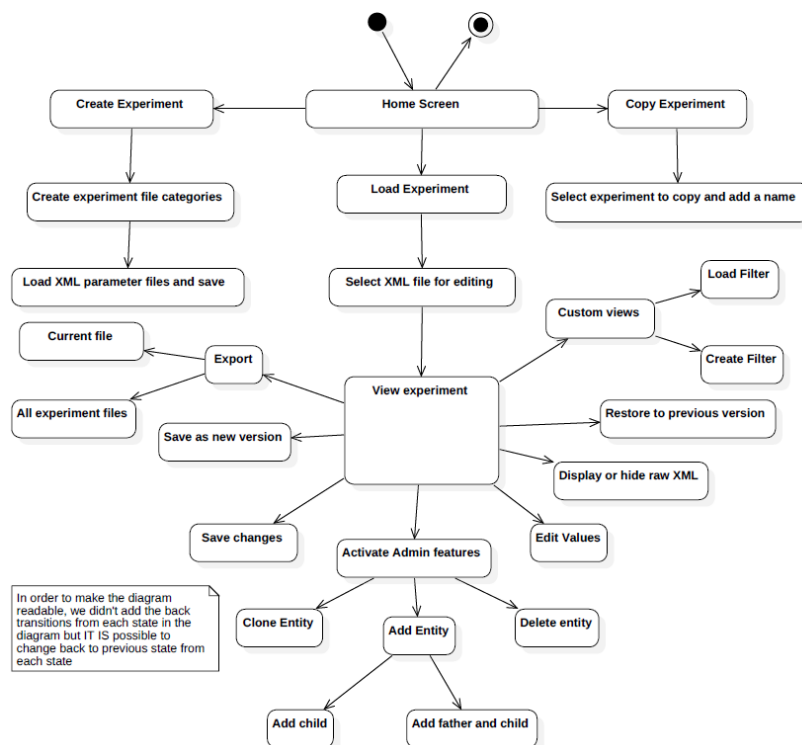 Create Experiment
Home Screen
Copy Experiment
Create experiment file categories
Load Experiment
Select experiment to copy and add a name
Load XML parameter files and save
Select XML file for editing
Load Filter
Custom views
Current file
Export
Create Filter
View experiment
All experiment files
Restore to previous version
Save as new version
Display or hide raw XML
Save changes
Activate Admin features
Edit Values
In order to make the diagram
readable, we didn't add the back
transitions from each state in the
diagram but IT IS possible to
change back to previous state from
each state
Clone Entity
Add Entity
Delete entity
Add child
Add father and child